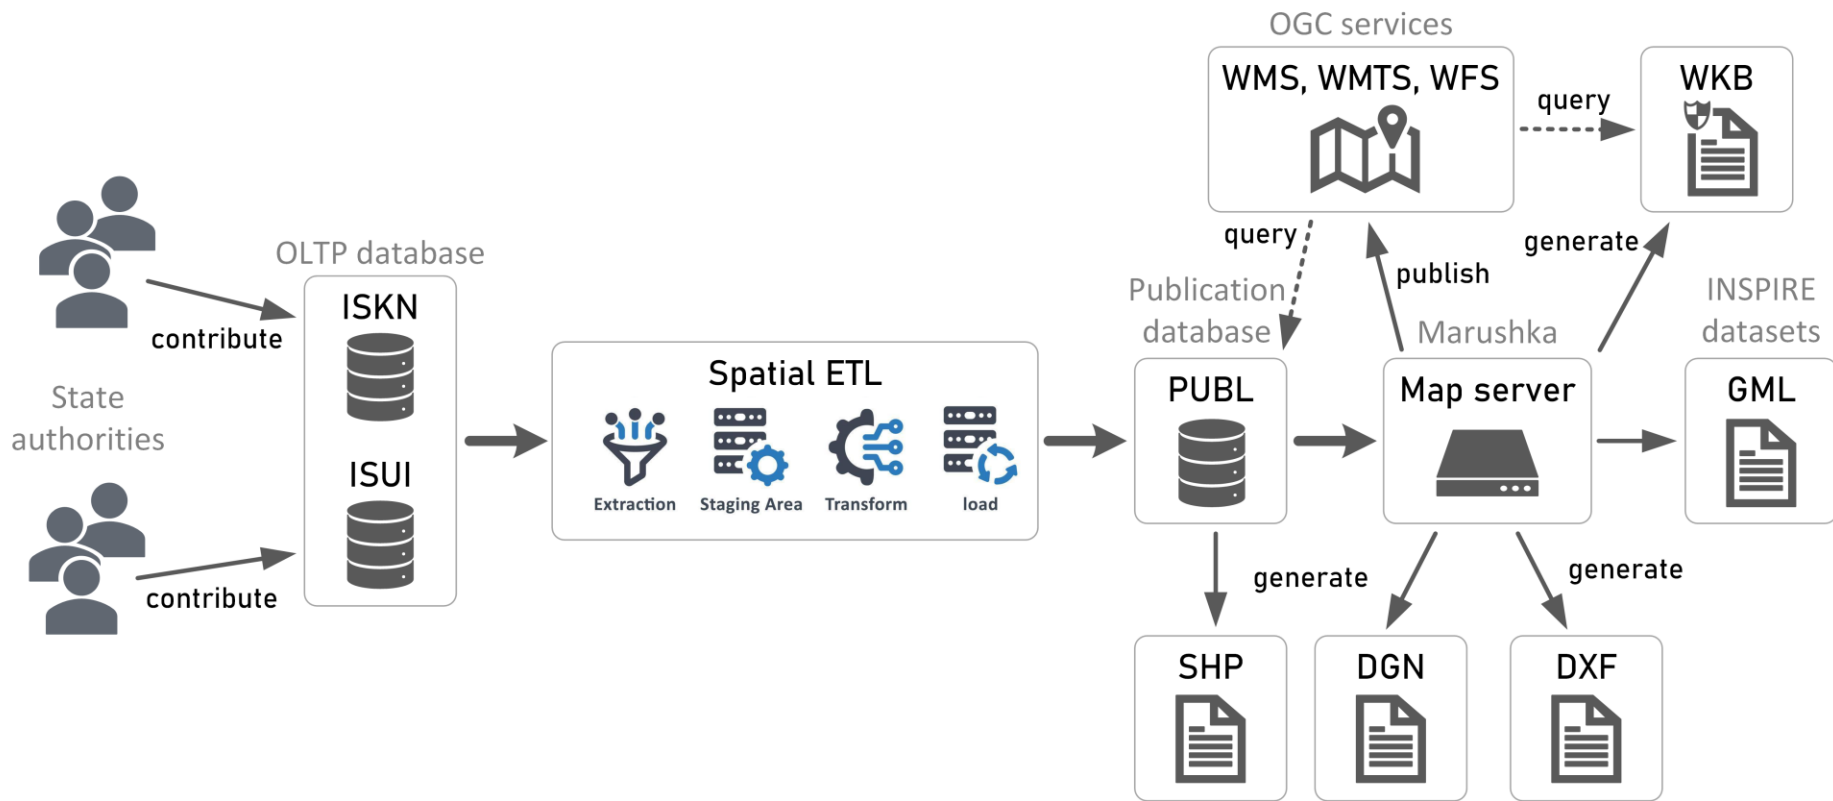 OGC services
WMS, WMTS, WFS
query
WKB
query
publish
generate
State
authorities
contribute
contribute
OLTP database
ISKN
ISUI
Spatial ETL
Extraction
Staging Area
Transform
load
Publication
database
PUBL
Marushka
Map server
INSPIRE
datasets
GML
generate
generate
SHP
DGN
DXF